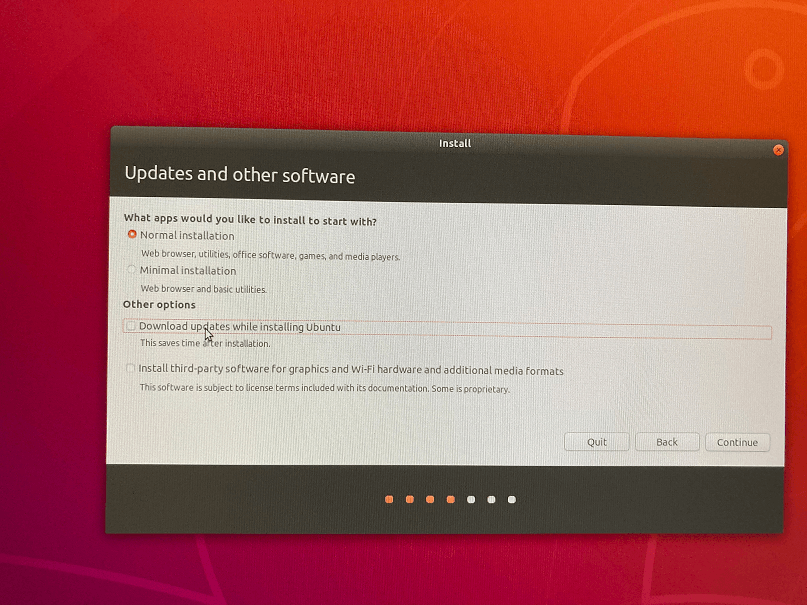 Install
Updates and other software
What apps would you like to install to start with?
Normal installation
Web browser, utilities, office software, games, and media players.
Minimal installation
Web browser and basic utilities.
Other options
Download updates while installing Ubuntu
This saves time after installation.
Install third-party software for graphics and Wi-Fi hardware and additional media formats
This software is subject to license terms included with its documentation. Some is proprietary.
Quit Back Continue